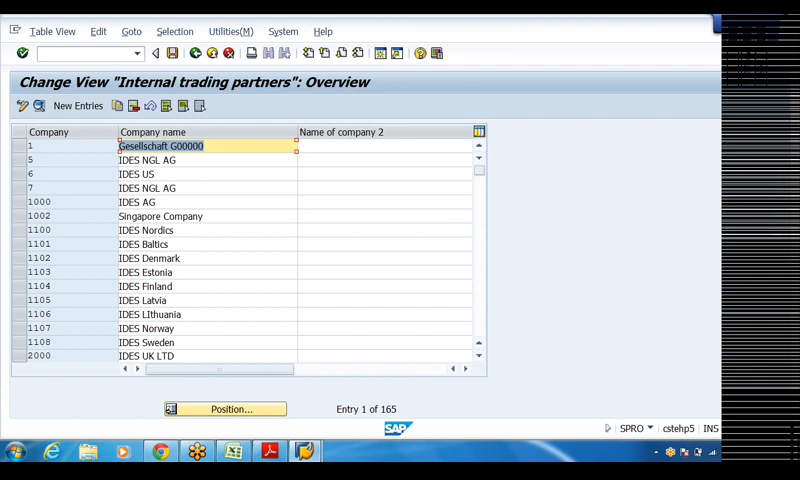 Table View Edit Goto Selection Utilities(M) System Help
Change View "Internal trading partners": Overview
New Entries
Company Company name Name of company 2
1 Gesellschaft G00000
5 IDES NGL AG
6 IDES US
7 IDES NGL AG
1000 IDES AG
1002 Singapore Company
1100 IDES Nordics
1101 IDES Baltics
1102 IDES Denmark
1103 IDES Estonia
1104 IDES Finland
1105 IDES Latvia
1106 IDES LIthuania
1107 IDES Norway
1108 IDES Sweden
2000 IDES UK LTD
Position... Entry 1 of 165
SAP
SPRO cstehp5 INS